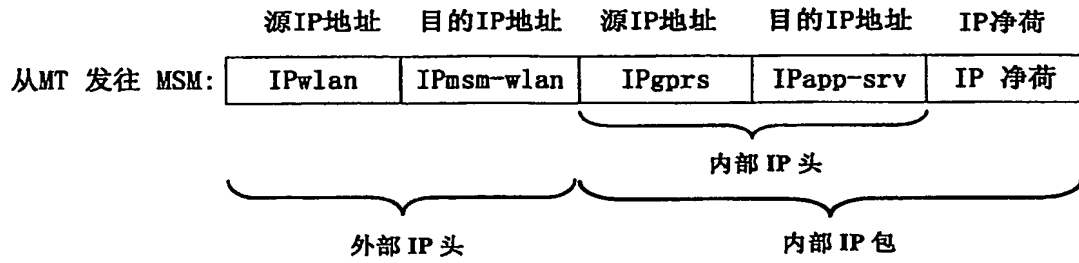 源IP地址 目的IP地址 源IP地址 目的IP地址 IP净荷
从MT 发往 MSM: IPwlan IPmsm-wlan IPgprs IPapp-srv IP 净荷
内部 IP 头
外部 IP 头 内部 IP 包